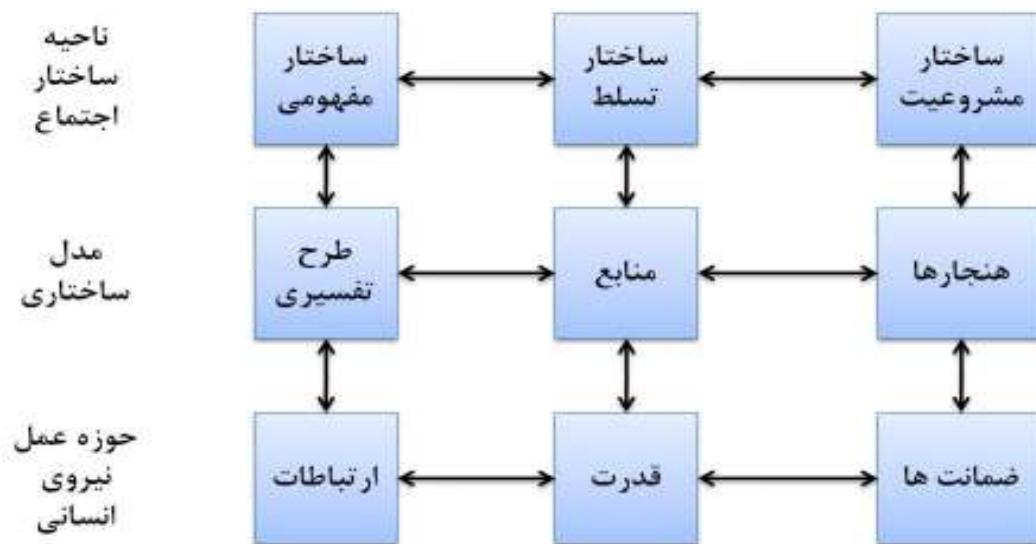 ناحیه
ساختار
اجتماع
ساختار
مفهومی
ساختار
تسلط
ساختار
مشروعیت
مدل
ساختاری
طرح
تفسیری
منابع
هنجارها
حوزه عمل
نیروی
انسانی
ارتباطات
قدرت
ضمانت ها